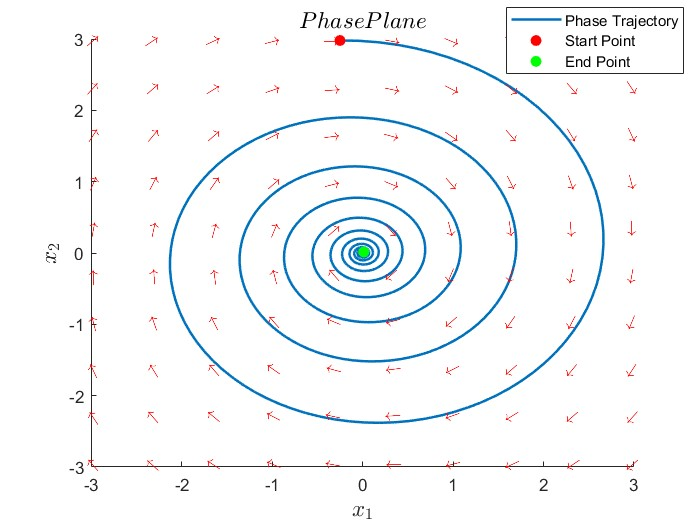 PhasePlane
Phase Trajectory
Start Point
End Point
3
2
1
0
-1
-2
-3
x₂
-3
-2
-1
0
1
2
3
x₁